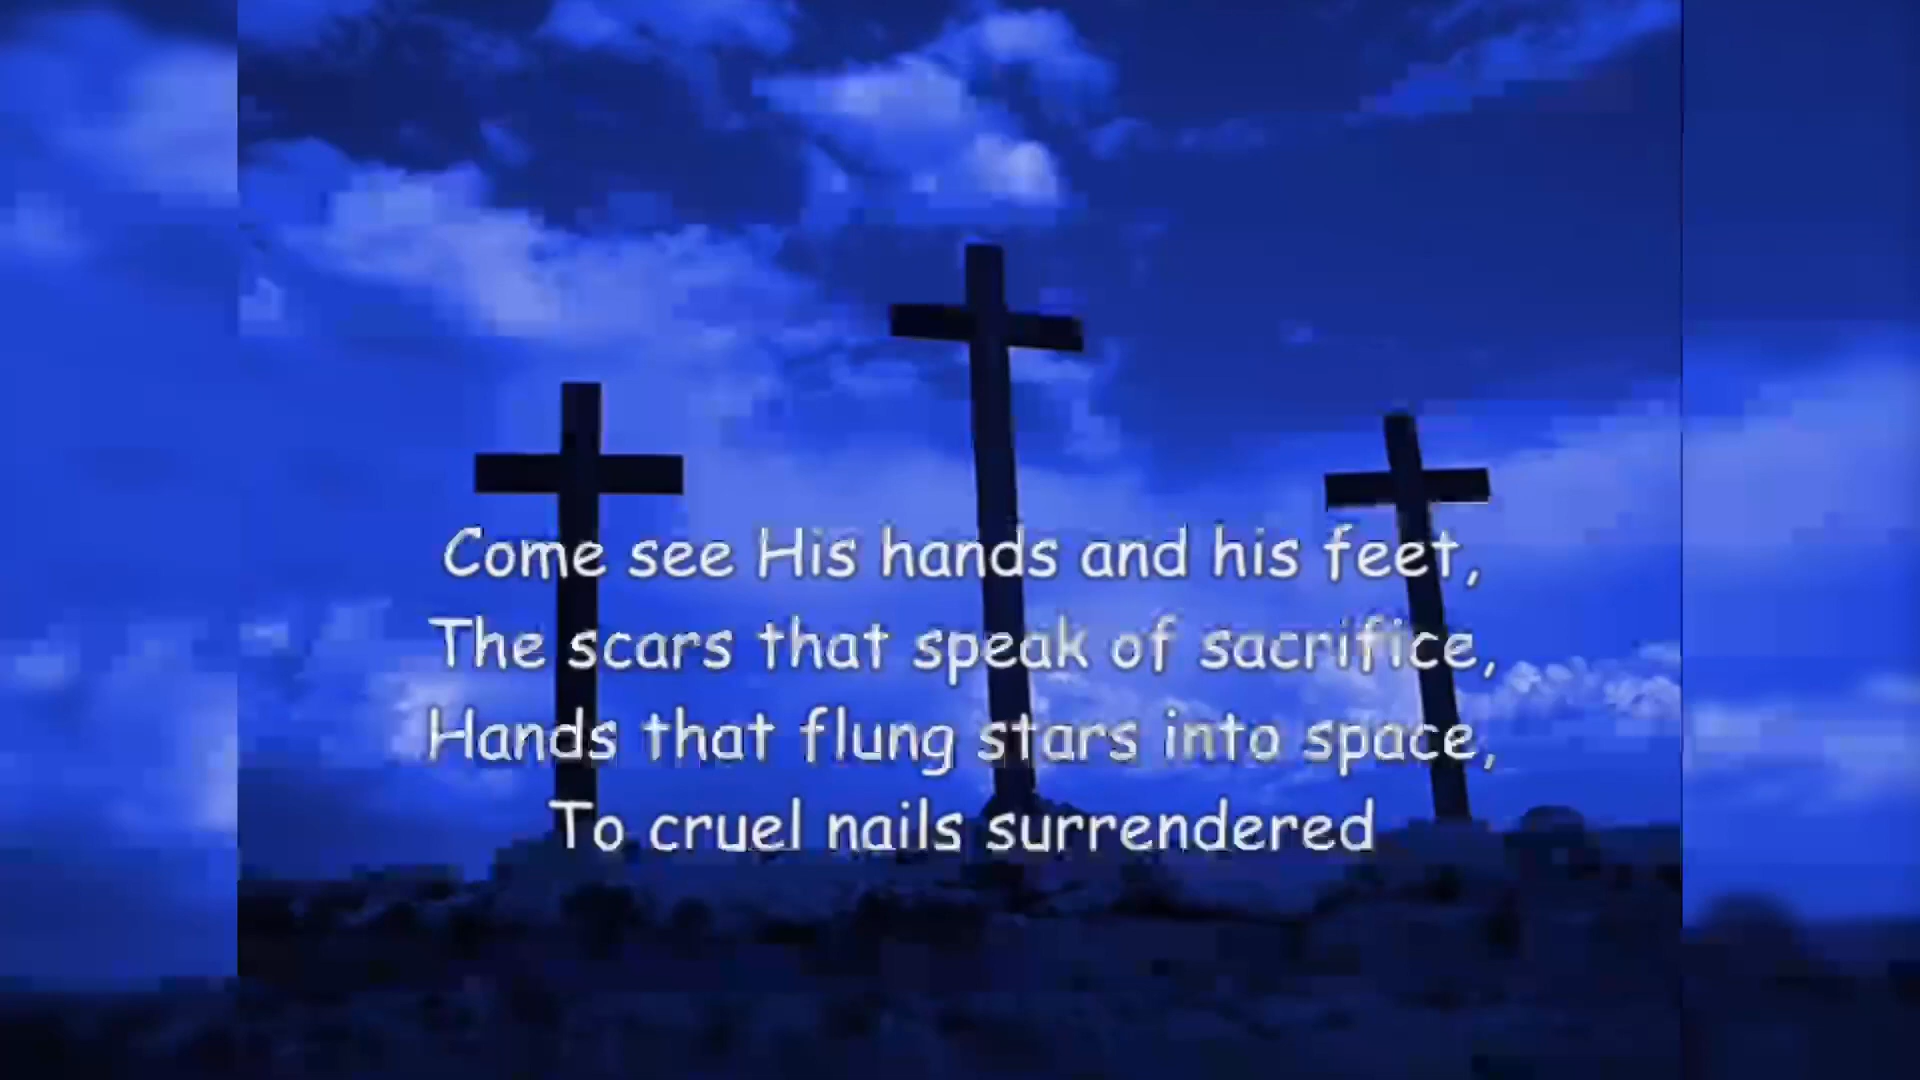 Come see His hands and his feet,
The scars that speak of sacrifice,
Hands that flung stars into space,
To cruel nails surrendered